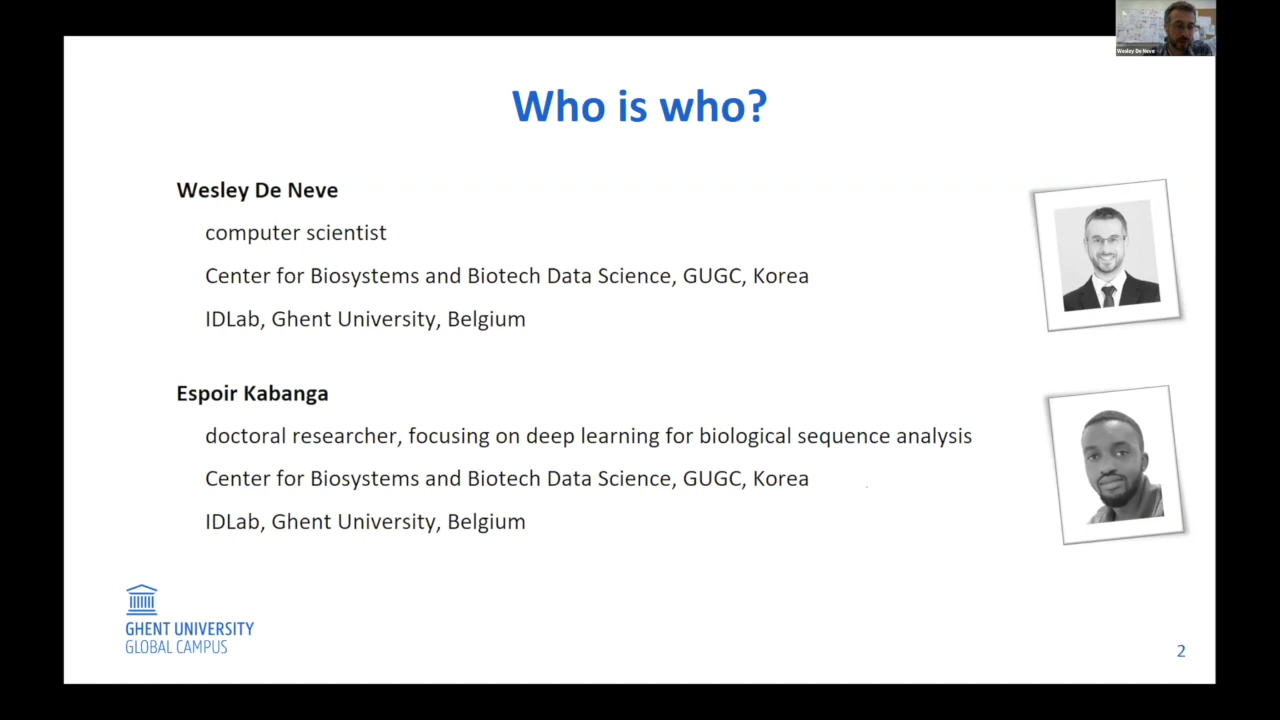 Wesley De Neve
Who is who?
Wesley De Neve
computer scientist
Center for Biosystems and Biotech Data Science, GUGC, Korea
IDLab, Ghent University, Belgium
Espoir Kabanga
doctoral researcher, focusing on deep learning for biological sequence analysis
Center for Biosystems and Biotech Data Science, GUGC, Korea
IDLab, Ghent University, Belgium
GHENT UNIVERSITY
GLOBAL CAMPUS
2